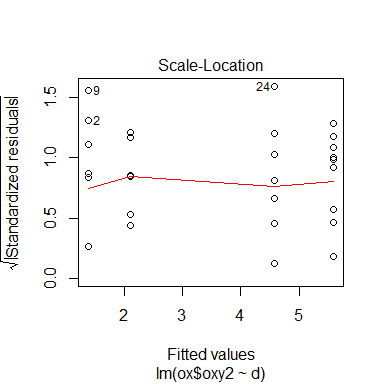 Scale-Location
√|Standardized residuals|
0.0 0.5 1.0 1.5
9
2
24
2 3 4 5
Fitted values
lm(ox$oxy2 ~ d)